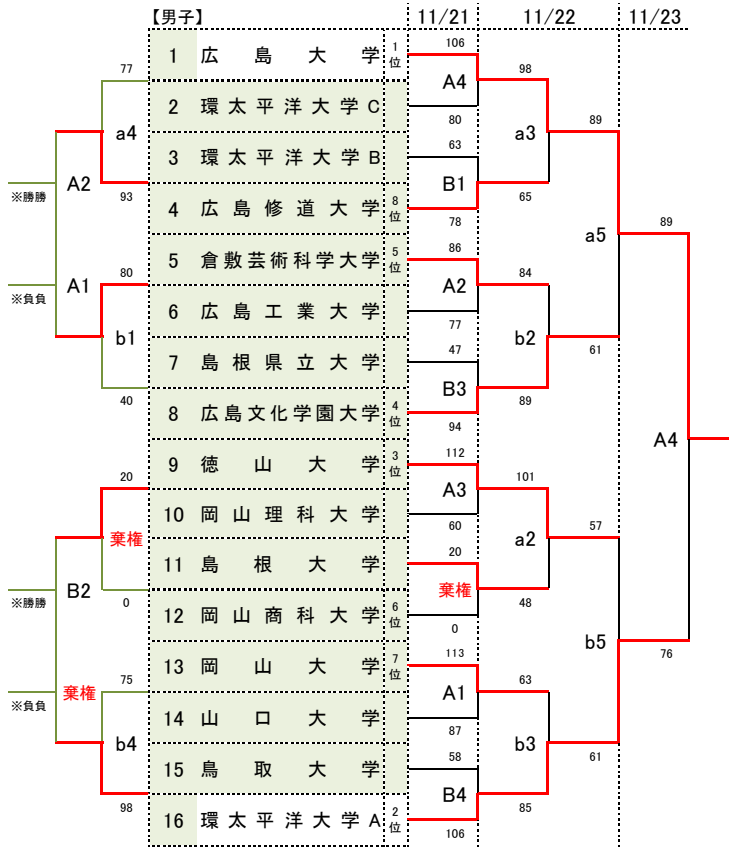 【男子】 11/21 11/22 11/23
1 広島大学 1位 106
77 A4 98
2 環太平洋大学C 80
a4 a3 89
3 環太平洋大学B 63
A2 B1
※勝勝 93 4 広島修道大学 8位 78 65
a5 89
80 5 倉敷芸術科学大学 5位 86
※負負 A1 A2 84
6 広島工業大学 77
b1 b2 61
7 島根県立大学 47
40 B3 89
8 広島文化学園大学 4位 94
A4
20 9 徳山大学 3位 112
A3 101
10 岡山理科大学 60
棄権 a2 57
11 島根大学 20
B2 棄権
※勝勝 0 12 岡山商科大学 6位 0 48
b5 76
75 13 岡山大学 7位 113
※負負 棄権 A1 63
14 山口大学 87
b4 b3 61
15 鳥取大学 58
98 B4 85
16 環太平洋大学A 2位 106